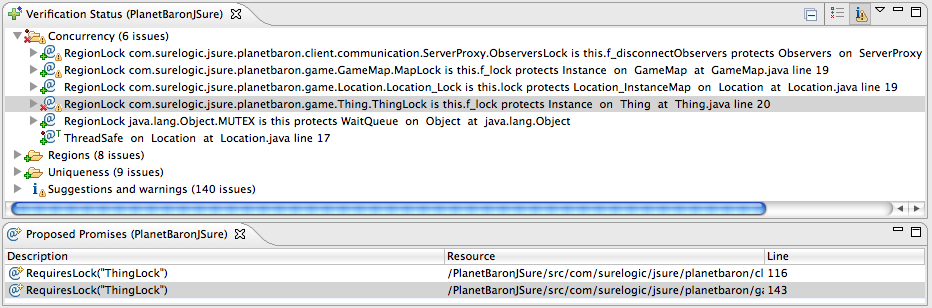 Verification Status (PlanetBaronJSure)
Concurrency (6 issues)
RegionLock com.surelogic.jsure.planetbaron.client.communication.ServerProxy.ObserversLock is this.f_disconnectObservers protects Observers on ServerProxy
RegionLock com.surelogic.jsure.planetbaron.game.GameMap.MapLock is this.f_lock protects Instance on GameMap at GameMap.java line 19
RegionLock com.surelogic.jsure.planetbaron.game.Location.Location_Lock is this.lock protects Location_InstanceMap on Location at Location.java line 19
RegionLock com.surelogic.jsure.planetbaron.game.Thing.ThingLock is this.f_lock protects Instance on Thing at Thing.java line 20
RegionLock java.lang.Object.MUTEX is this protects WaitQueue on Object at java.lang.Object
ThreadSafe on Location at Location.java line 17
Regions (8 issues)
Uniqueness (9 issues)
Suggestions and warnings (140 issues)
Proposed Promises (PlanetBaronJSure)
Description Resource Line
RequiresLock("ThingLock") /PlanetBaronJSure/src/com/surelogic/jsure/planetbaron/cl 116
RequiresLock("ThingLock") /PlanetBaronJSure/src/com/surelogic/jsure/planetbaron/ga 143